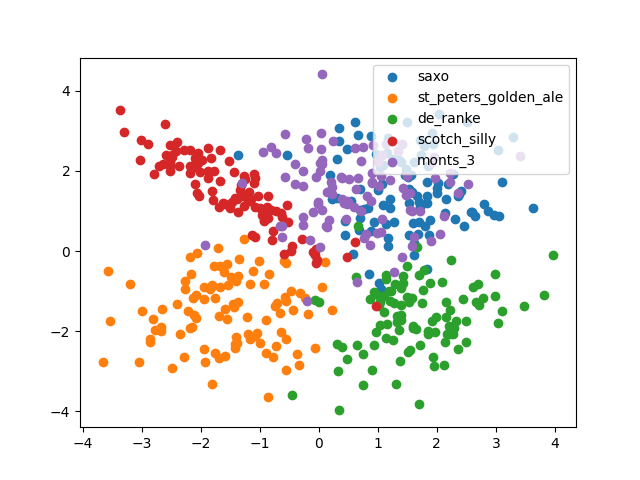 saxo
st_peters_golden_ale
de_ranke
scotch_silly
monts_3
4
2
0
−2
−4
−4
−3
−2
−1
0
1
2
3
4